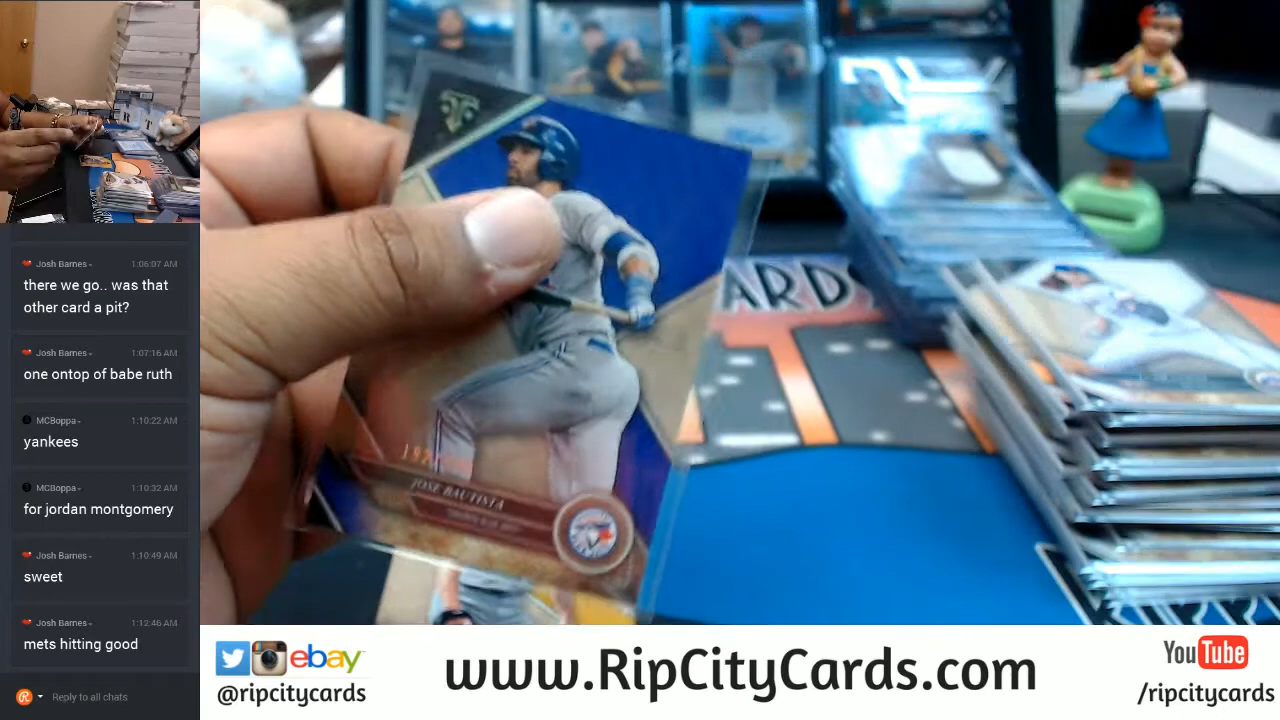 Josh Barnes
1:06:07 AM
there we go.. was that
other card a pit?
Josh Barnes
1:07:16 AM
one ontop of babe ruth
MCBoppa
1:10:22 AM
yankees
MCBoppa
1:10:32 AM
for jordan montgomery
Josh Barnes
1:10:49 AM
sweet
Josh Barnes
1:12:46 AM
mets hitting good
Reply to all chats
ARD
JOSE BAUTISTA
ebay
@ripcitycards
www.RipCityCards.com
YouTube
/ripcitycards